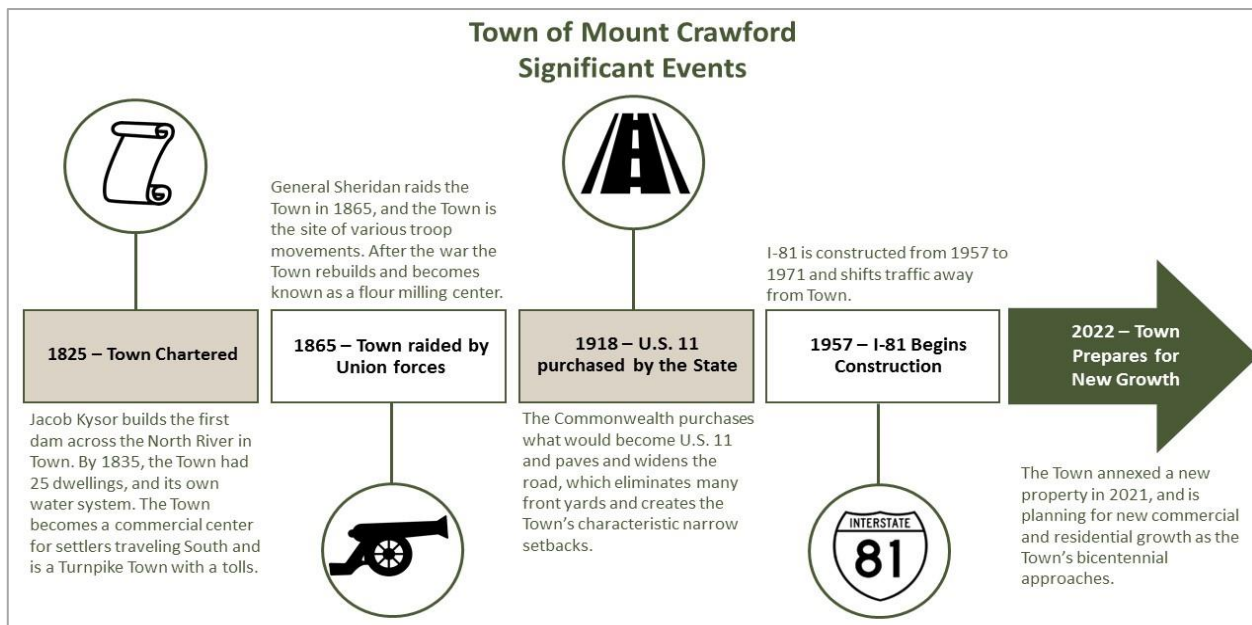 Town of Mount Crawford
Significant Events
1825 – Town Chartered
Jacob Kysor builds the first
dam across the North River in
Town. By 1835, the Town had
25 dwellings, and its own
water system. The Town
becomes a commercial center
for settlers traveling South and
is a Turnpike Town with a tolls.
General Sheridan raids the
Town in 1865, and the Town is
the site of various troop
movements. After the war the
Town rebuilds and becomes
known as a flour milling center.
1865 – Town raided by
Union forces
1918 – U.S. 11
purchased by the State
The Commonwealth purchases
what would become U.S. 11
and paves and widens the
road, which eliminates many
front yards and creates the
Town's characteristic narrow
setbacks.
I-81 is constructed from 1957 to
1971 and shifts traffic away
from Town.
1957 – I-81 Begins
Construction
INTERSTATE
81
2022 – Town
Prepares for
New Growth
The Town annexed a new
property in 2021, and is
planning for new commercial
and residential growth as the
Town's bicentennial
approaches.